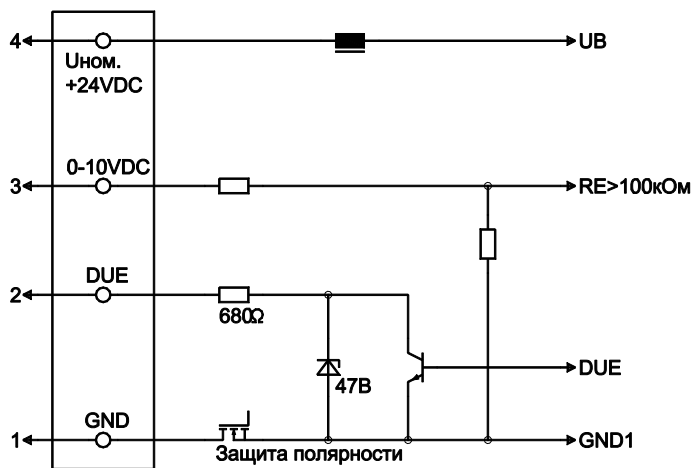 4 UB
Uном.
+24VDC
0-10VDC
3 RE>100кОм
DUE
2
680Ω
47В
DUE
GND
1 GND1
Защита полярности